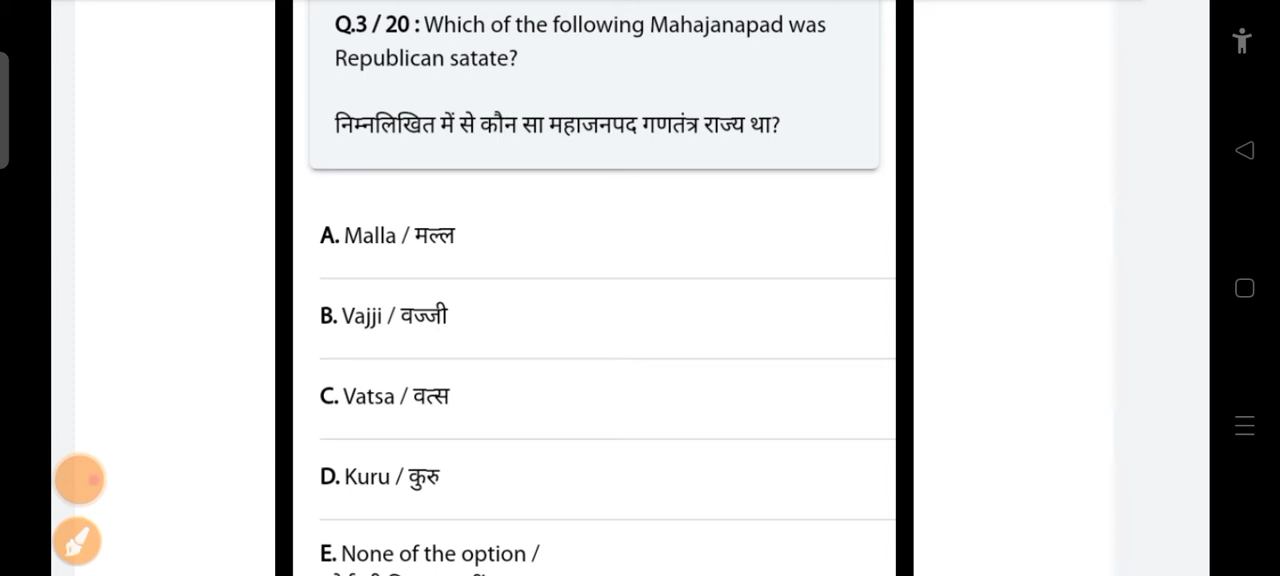 Q.3 / 20 : Which of the following Mahajanapad was
Republican satate?
निम्नलिखित में से कौन सा महाजनपद गणतंत्र राज्य था?
A. Malla / मल्ल
B. Vajji / वज्जी
C. Vatsa / वत्स
D. Kuru / कुरु
E. None of the option /